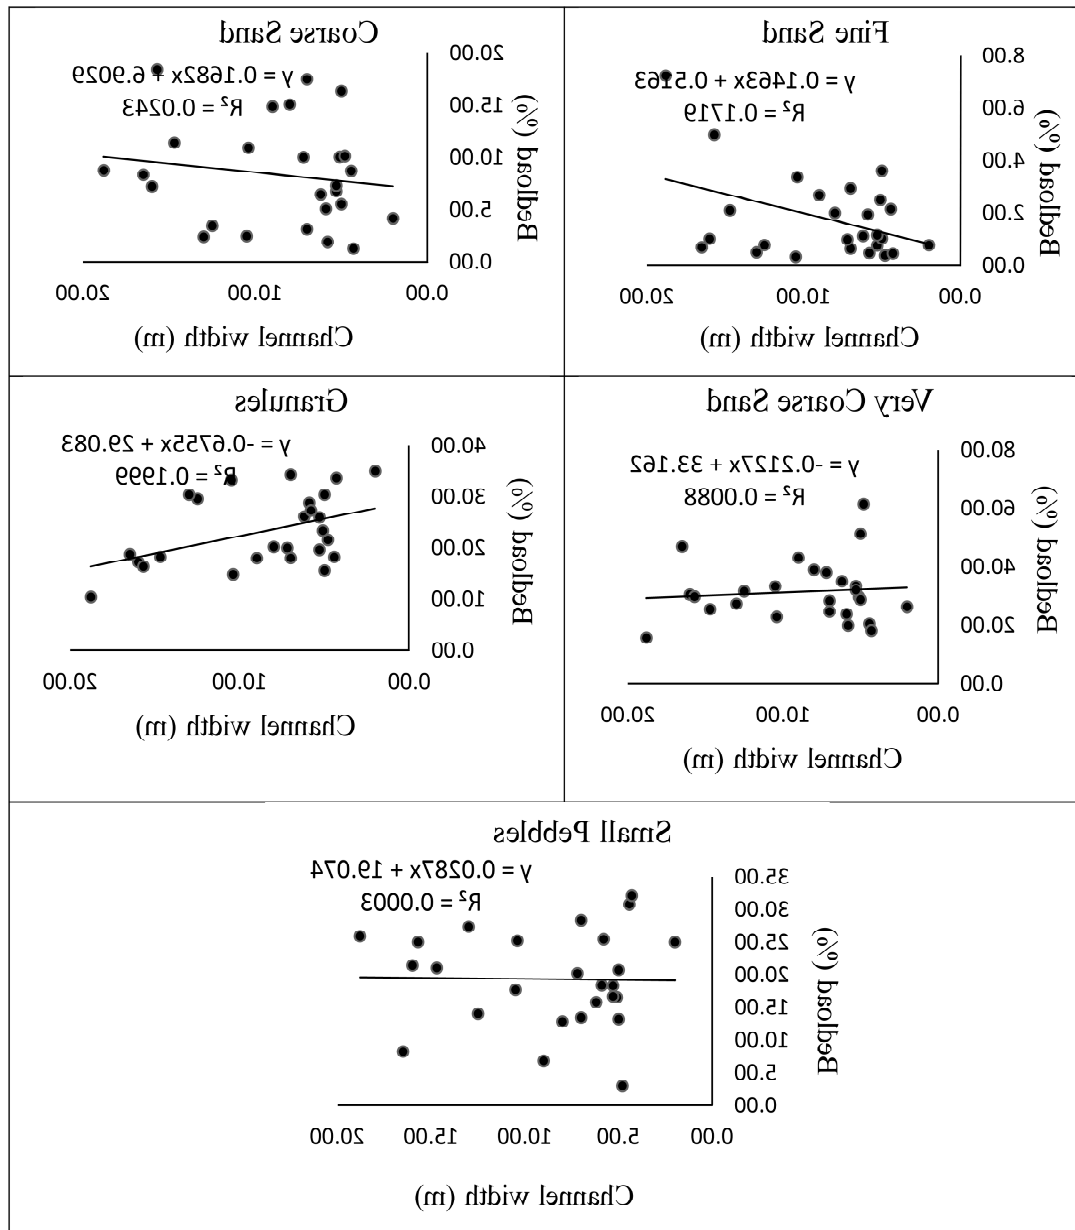 Fine Sand
y = 0.1463x + 0.5163
R² = 0.1719
8.00
6.00
4.00
2.00
0.00
Bedload (%)
0.00 10.00 20.00
Channel width (m)
Coarse Sand
y = 0.1682x + 6.9029
R² = 0.0243
20.00
15.00
10.00
5.00
0.00
Bedload (%)
0.00 10.00 20.00
Channel width (m)
Very Coarse Sand
y = -0.2127x + 33.162
R² = 0.0088
80.00
60.00
40.00
20.00
0.00
Bedload (%)
0.00 10.00 20.00
Channel width (m)
Granules
y = -0.6755x + 29.083
R² = 0.1999
40.00
30.00
20.00
10.00
0.00
Bedload (%)
0.00 10.00 20.00
Channel width (m)
Small Pebbles
y = 0.0287x + 19.074
R² = 0.0003
35.00
30.00
25.00
20.00
15.00
10.00
5.00
0.00
Bedload (%)
0.00 5.00 10.00 15.00 20.00
Channel width (m)